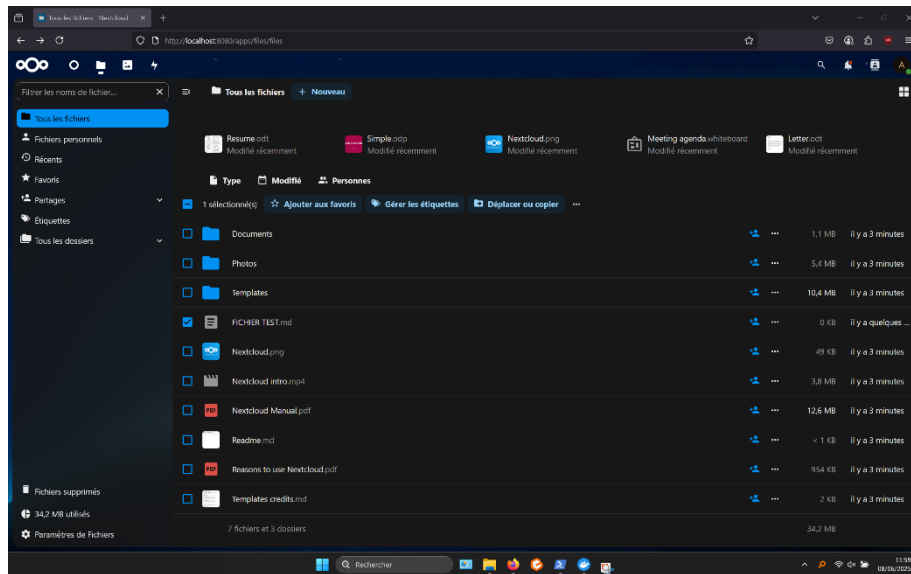 Tous les fichiers - Nextcloud
http://localhost:8080/apps/files/files
Filtrer les noms de fichier...
Tous les fichiers
+ Nouveau
Tous les fichiers
Fichiers personnels
Récents
Favoris
Partages
Étiquettes
Tous les dossiers
Resume.odt
Modifié récemment
Simple.odp
Modifié récemment
Nextcloud.png
Modifié récemment
Meeting agenda.whiteboard
Modifié récemment
Letter.odt
Modifié récemment
Type Modifié Personnes
1 sélectionné(s) Ajouter aux favoris Gérer les étiquettes Déplacer ou copier ...
Documents 1,1 MB il y a 3 minutes
Photos 5,4 MB il y a 3 minutes
Templates 10,4 MB il y a 3 minutes
FICHIER TEST.md 0 KB il y a quelques ...
Nextcloud.png 49 KB il y a 3 minutes
Nextcloud intro.mp4 3,8 MB il y a 3 minutes
PDF Nextcloud Manual.pdf 12,6 MB il y a 3 minutes
Readme.md < 1 KB il y a 3 minutes
PDF Reasons to use Nextcloud.pdf 954 KB il y a 3 minutes
Templates credits.md 2 KB il y a 3 minutes
7 fichiers et 3 dossiers 34,2 MB
Fichiers supprimés
34,2 MB utilisés
Paramètres de Fichiers
Rechercher
11:59
08/06/2025